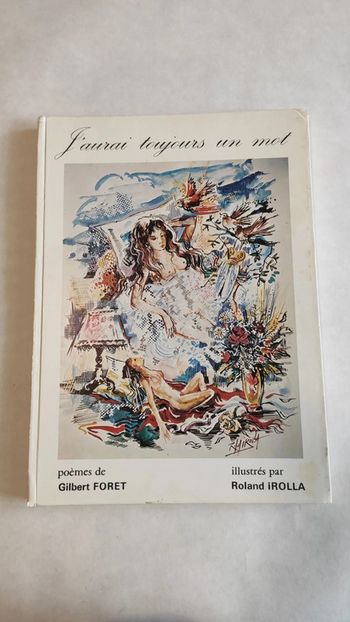 J'aurai toujours un mot
poèmes de
Gilbert FORET
illustrés par
Roland iROLLA